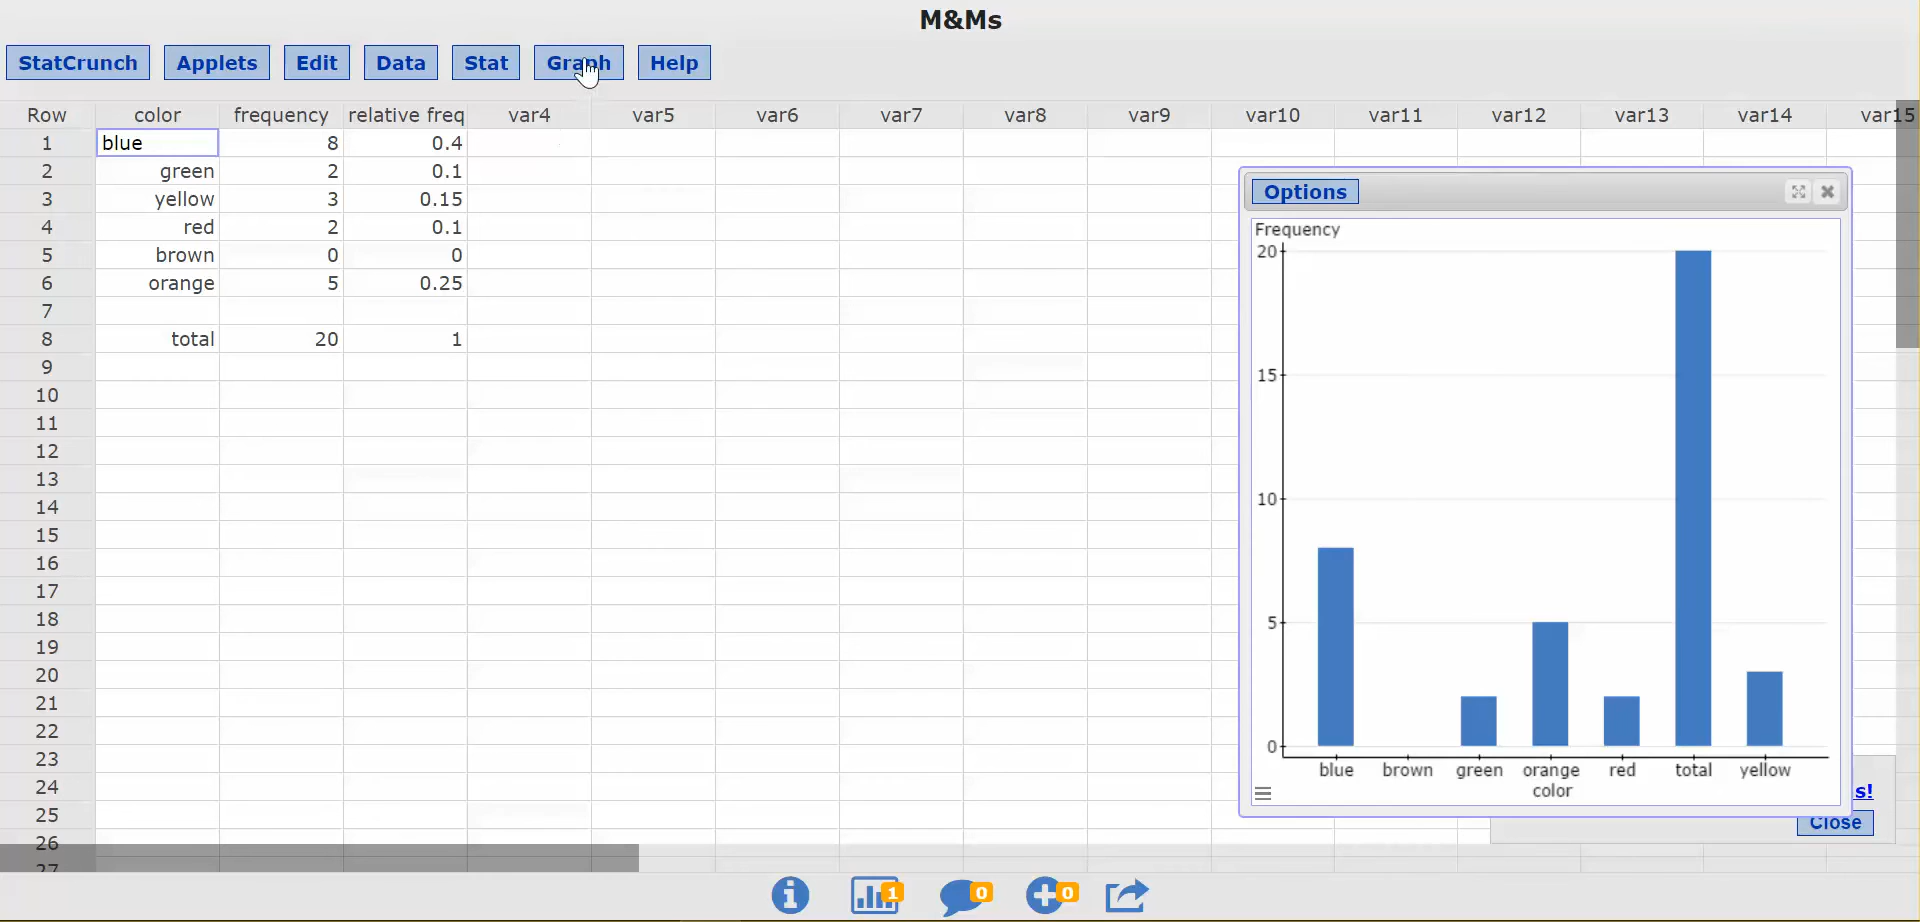 M&Ms
StatCrunch Applets Edit Data Stat Graph Help
Row color frequency relative freq var4 var5 var6 var7 var8 var9 var10 var11 var12 var13 var14 var15
1 blue 8 0.4
2 green 2 0.1
3 yellow 3 0.15
4 red 2 0.1
5 brown 0 0
6 orange 5 0.25
7
8 total 20 1
9
10
11
12
13
14
15
16
17
18
19
20
21
22
23
24
25
26
27
Options
Frequency
20
15
10
5
0
blue brown green orange red total yellow
color
s!
Close
1 0 0